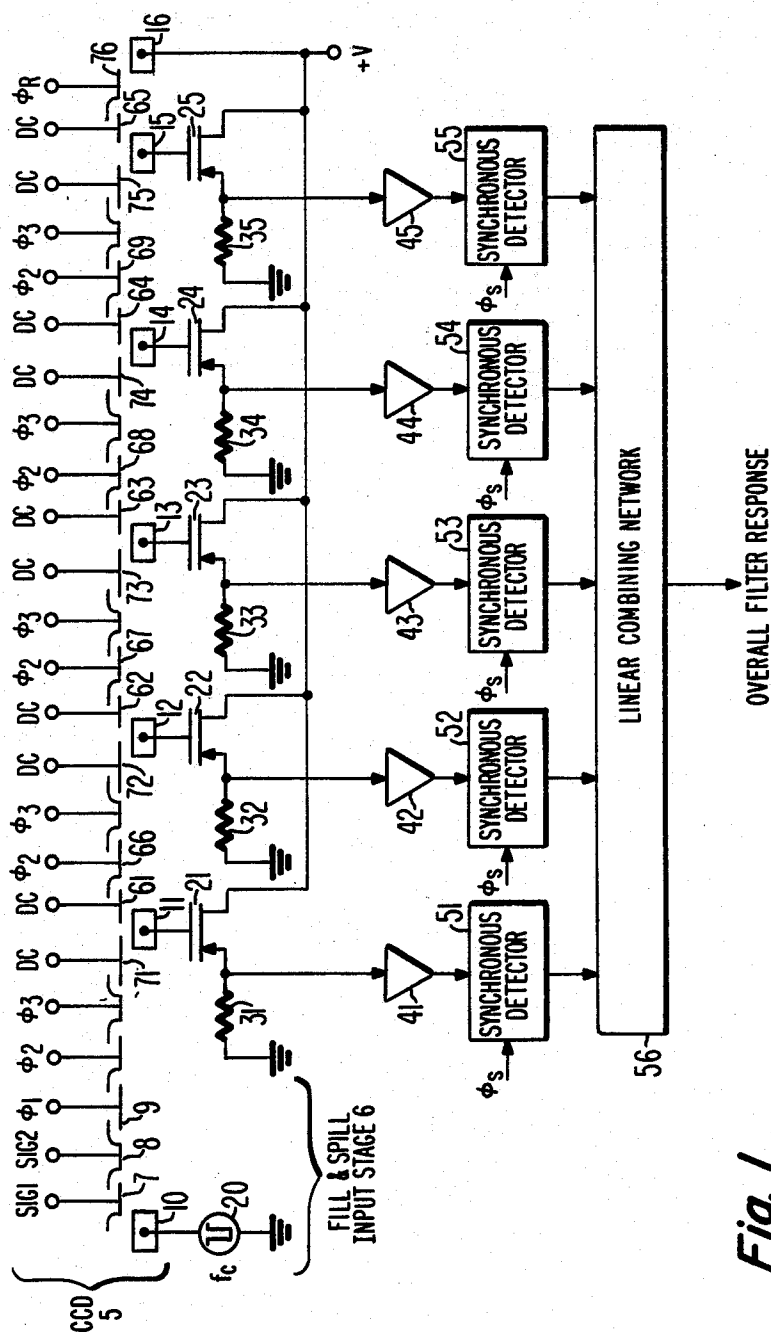 CCD
5
SIG1 SIG2 Φ1 Φ2 Φ3 DC DC Φ2 Φ3 DC DC Φ2 Φ3 DC DC Φ2 Φ3 DC DC Φ2 Φ3 DC DC ΦR
7 8 9 71 61 66 72 62 67 73 63 68 74 64 69 75 65 76
10 11 12 13 14 15 16
fc 20 21 22 23 24 25
31 32 33 34 35
+V
FILL & SPILL
INPUT STAGE 6
41 42 43 44 45
51 52 53 54 55
ΦS SYNCHRONOUS DETECTOR
ΦS SYNCHRONOUS DETECTOR
ΦS SYNCHRONOUS DETECTOR
ΦS SYNCHRONOUS DETECTOR
ΦS SYNCHRONOUS DETECTOR
56 LINEAR COMBINING NETWORK
OVERALL FILTER RESPONSE
Fig. 1